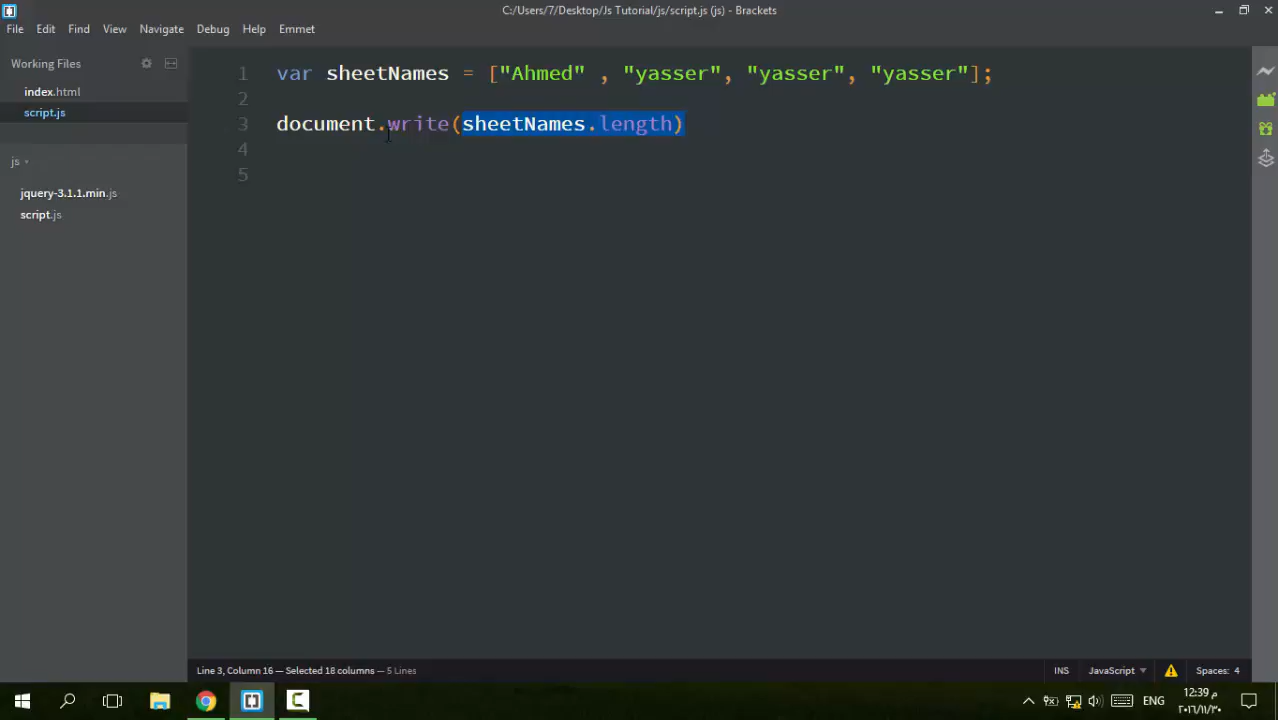 C:/Users/7/Desktop/Js Tutorial/js/script.js (js) - Brackets
File Edit Find View Navigate Debug Help Emmet
Working Files
index.html
script.js
js
jquery-3.1.1.min.js
script.js
1 var sheetNames = ["Ahmed" , "yasser", "yasser", "yasser"];
2
3 document.write(sheetNames.length)
4
5
Line 3, Column 16 — Selected 18 columns — 5 Lines
INS JavaScript Spaces: 4
ENG
12:39 م
٢٠١٦/١١/٣٠